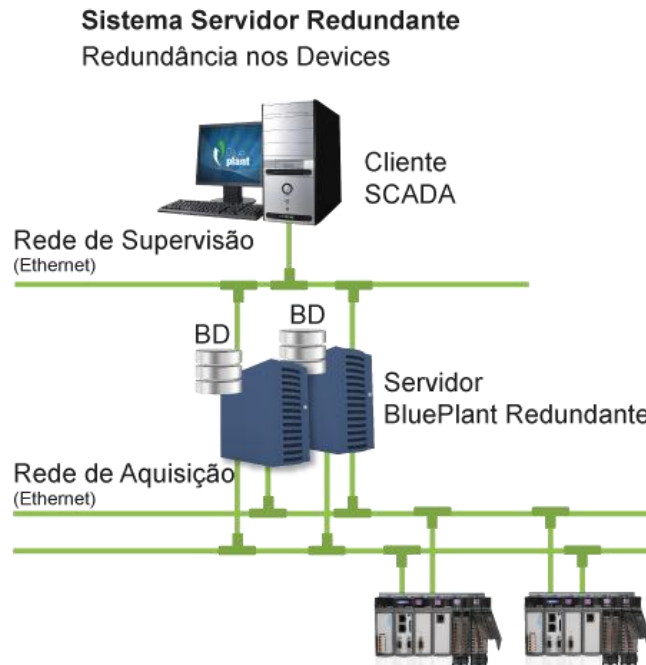 Sistema Servidor Redundante
Redundância nos Devices
plant
Cliente
SCADA
Rede de Supervisão
(Ethernet)
BD
BD
Servidor
BluePlant Redundante
Rede de Aquisição
(Ethernet)